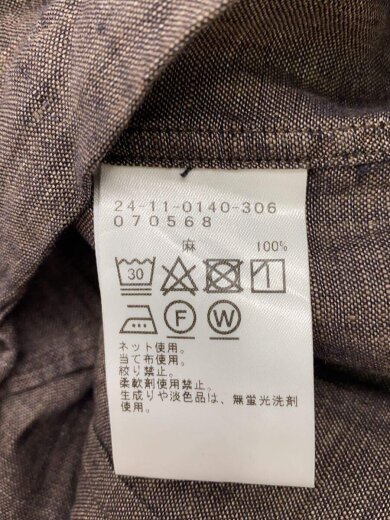 24-11-0140-306
070568
麻 100%
30
F W
ネット使用。
当て布使用。
絞り禁止。
柔軟剤使用禁止。
生成りや淡色品は、無蛍光洗剤
使用。